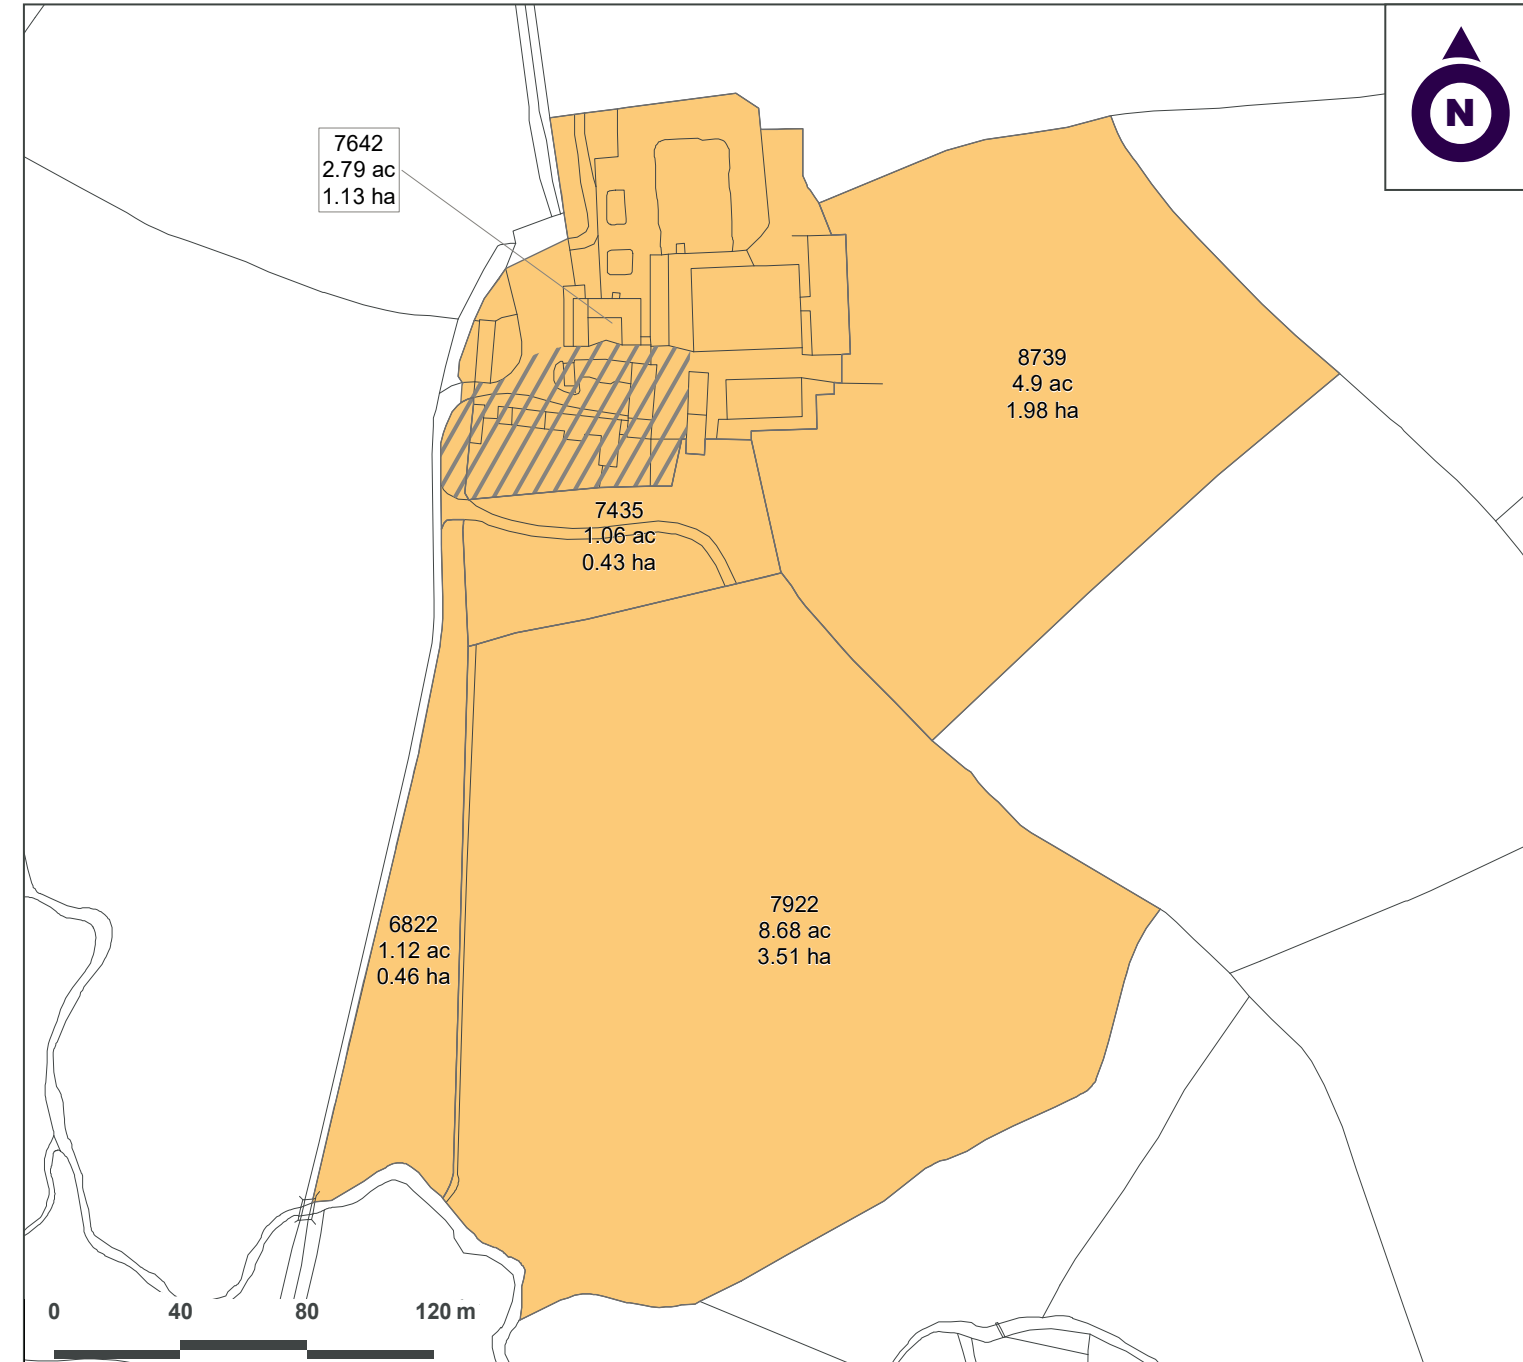 N
7642
2.79 ac
1.13 ha
8739
4.9 ac
1.98 ha
7435
1.06 ac
0.43 ha
7922
8.68 ac
3.51 ha
6822
1.12 ac
0.46 ha
0 40 80 120 m